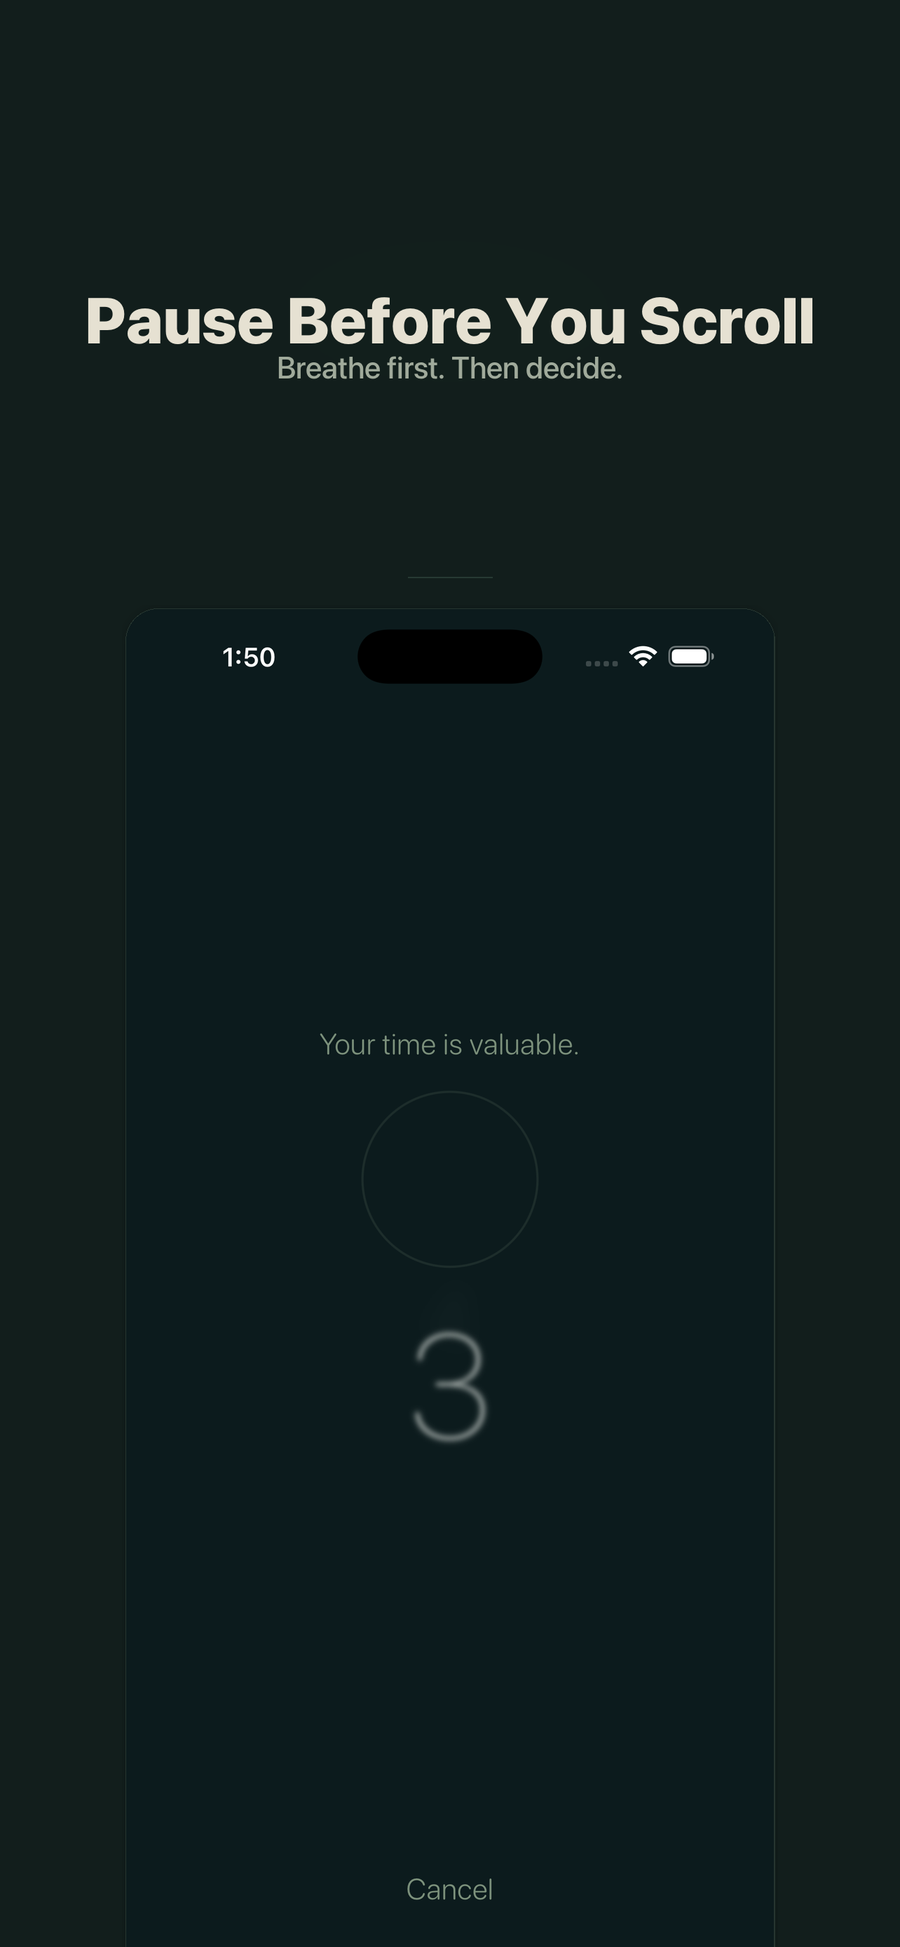 Pause Before You Scroll
Breathe first. Then decide.
1:50
Your time is valuable.
3
Cancel